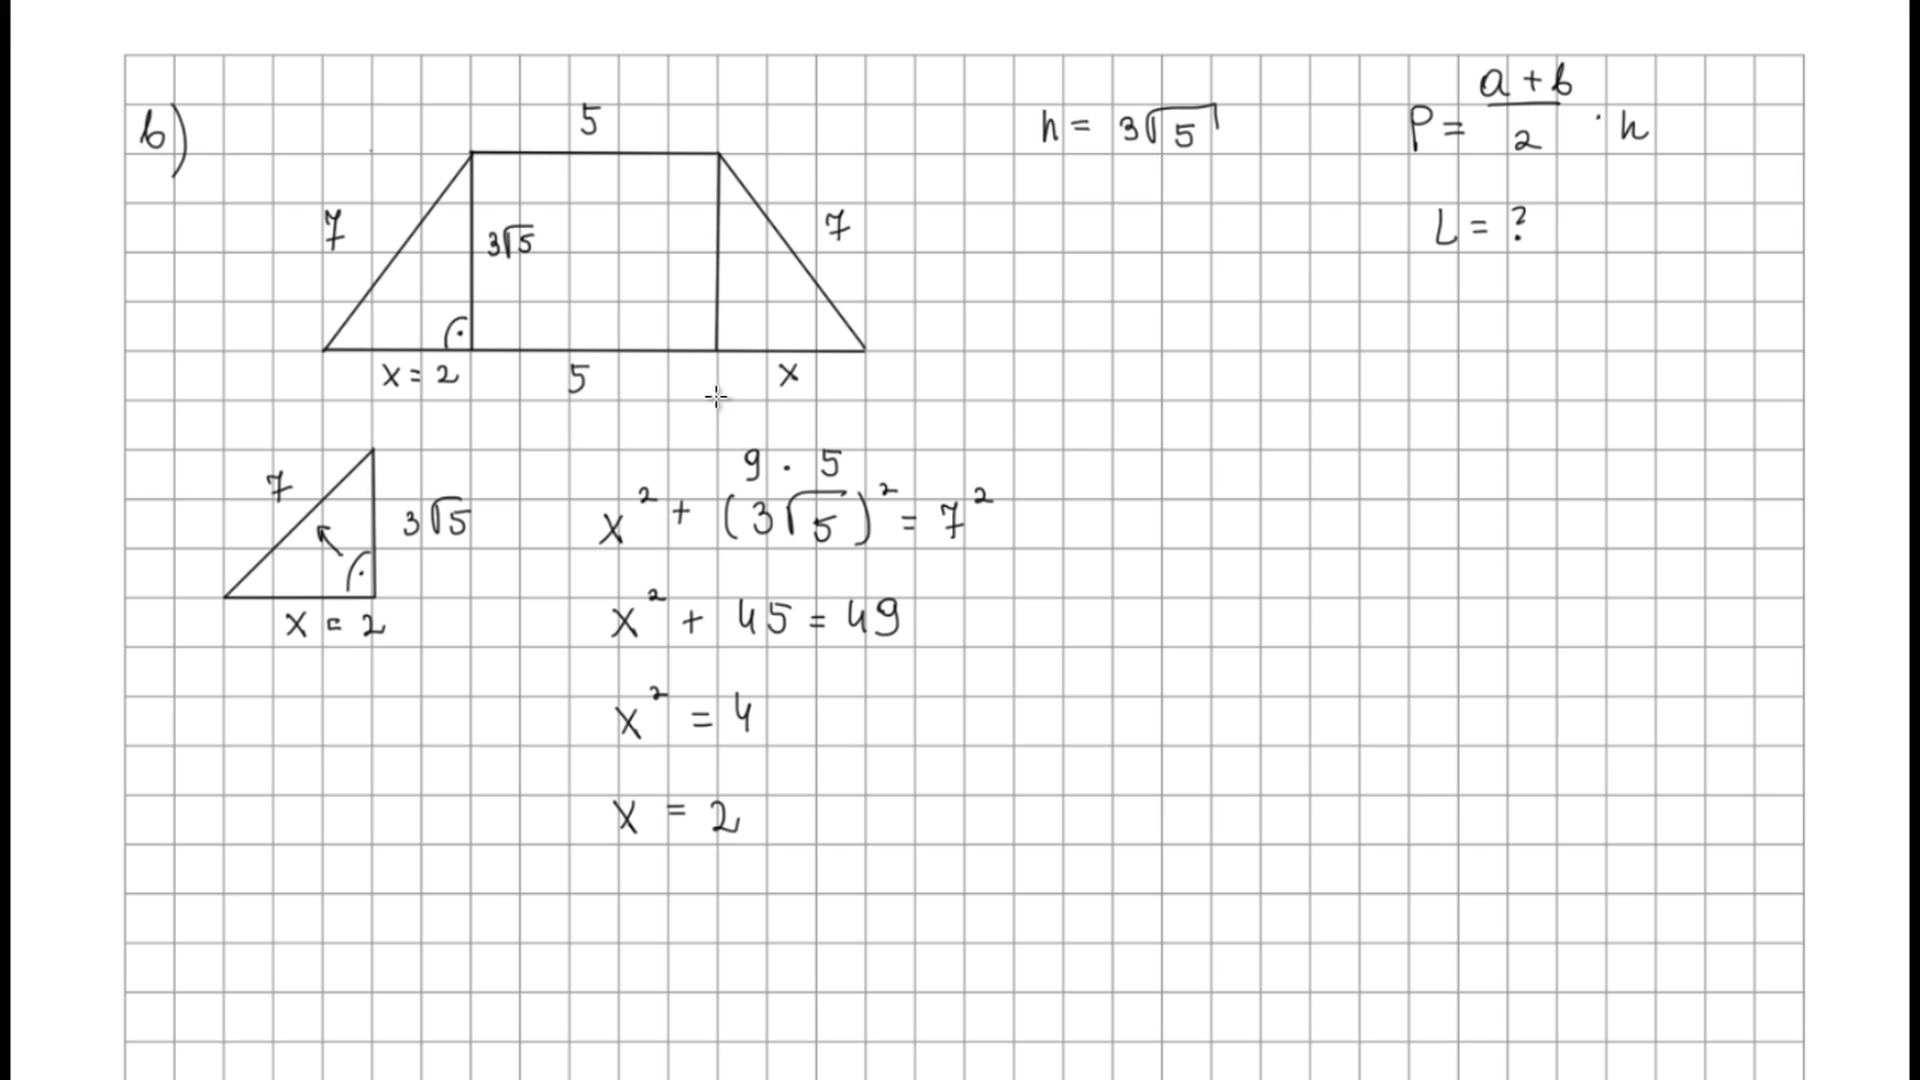 b)
5
h = 3√5
P = (a + b)/2 · h
7
3√5
7
L = ?
x = 2
5
x
7
3√5
x = 2
9 · 5
x² + (3√5)² = 7²
x² + 45 = 49
x² = 4
x = 2